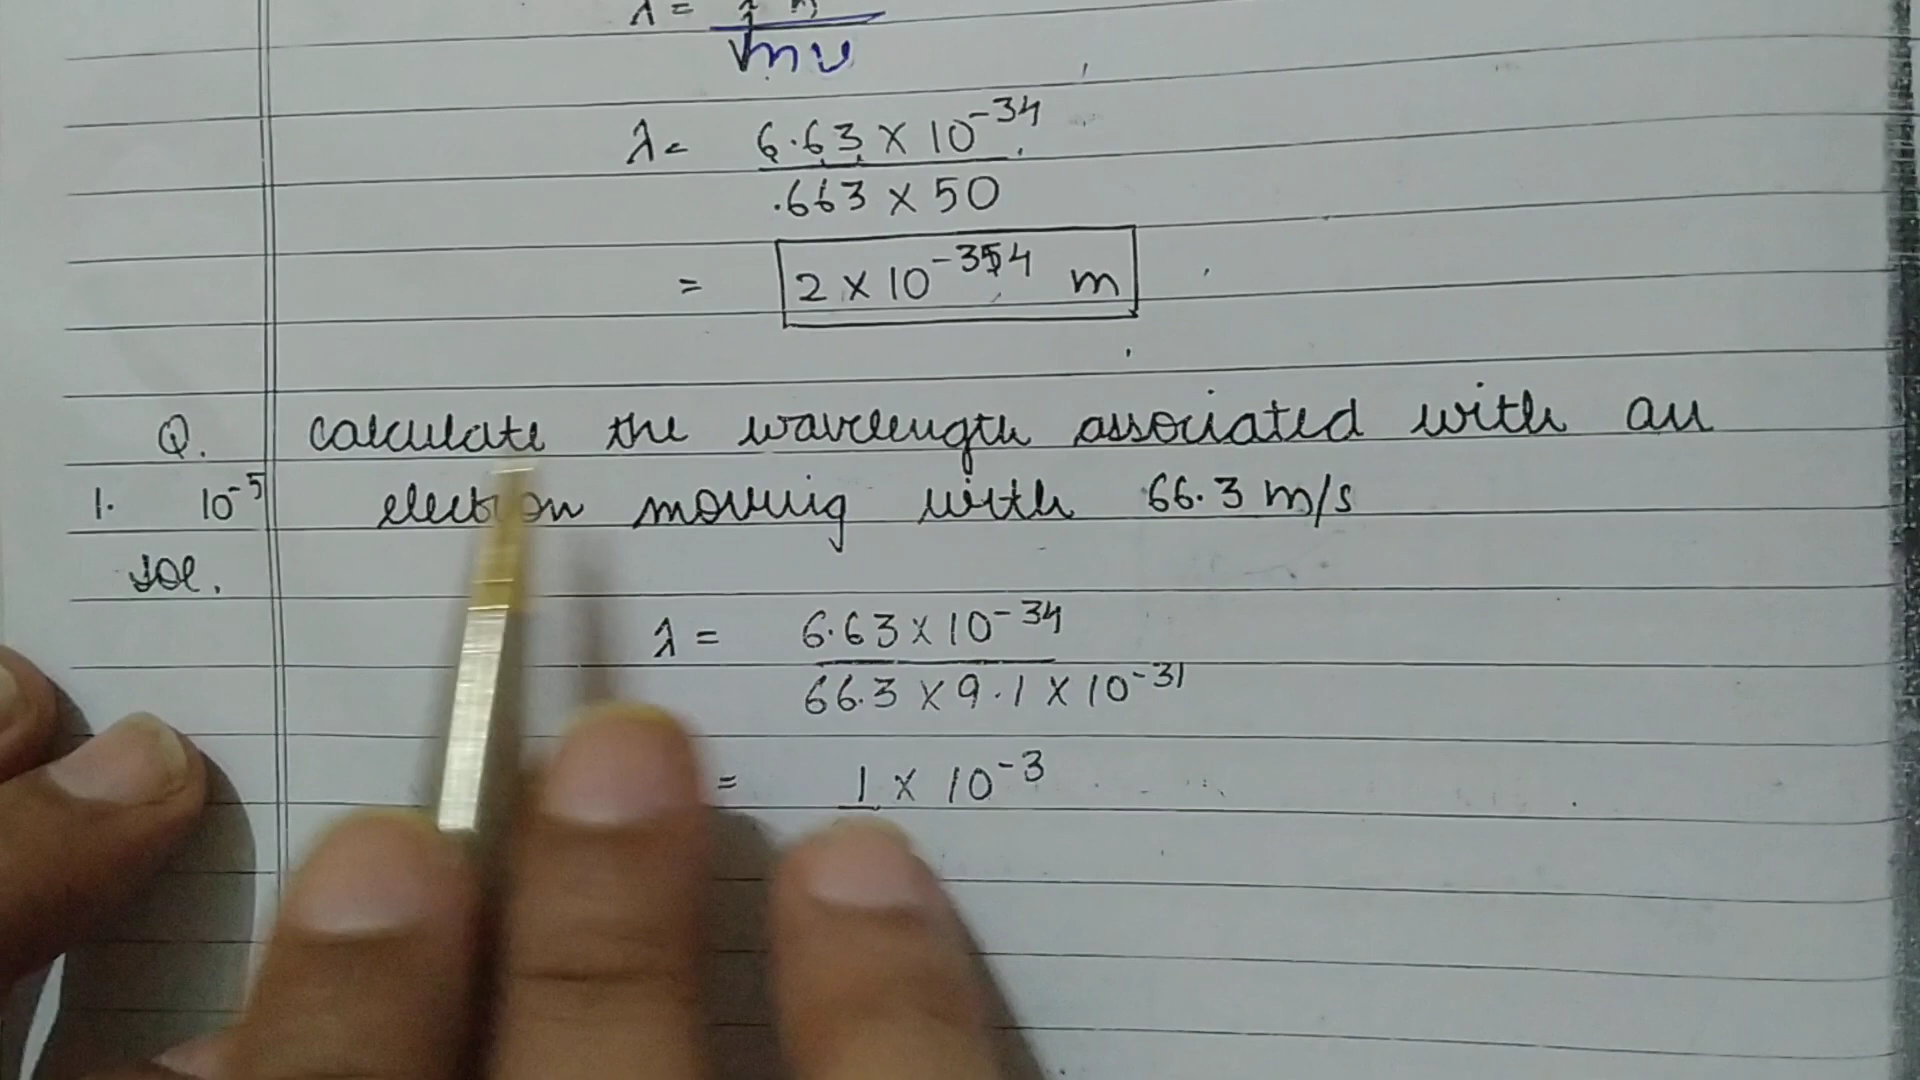 λ = h
mv
λ = 6.63 × 10⁻³⁴
.663 × 50
= 2 × 10⁻³⁴ m
Q. calculate the wavelength associated with an
1. 10⁻⁵ electron moving with 66.3 m/s
sol.
λ = 6.63 × 10⁻³⁴
66.3 × 9.1 × 10⁻³¹
= 1 × 10⁻³